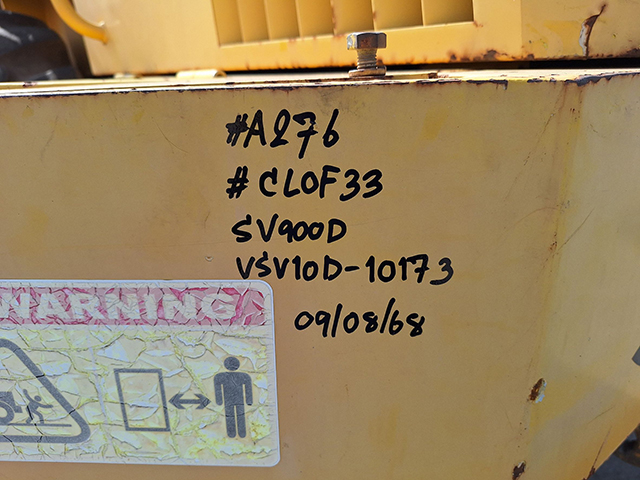 #A276
#CLOF33
SV900D
VSV10D-10173
09/08/68
WARNING